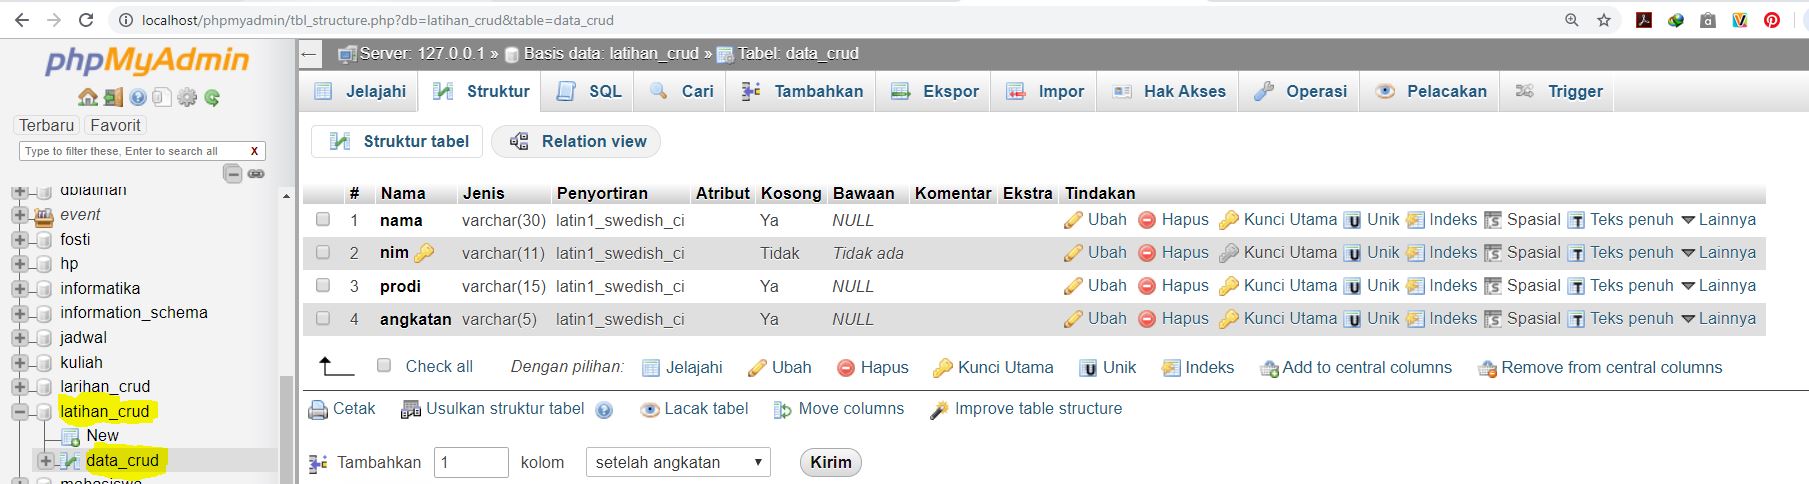 localhost/phpmyadmin/tbl_structure.php?db=latihan_crud&table=data_crud
phpMyAdmin
Terbaru Favorit
Type to filter these, Enter to search all X
dblatihan
event
fosti
hp
informatika
information_schema
jadwal
kuliah
larihan_crud
latihan_crud
New
data_crud
Server: 127.0.0.1 » Basis data: latihan_crud » Tabel: data_crud
Jelajahi Struktur SQL Cari Tambahkan Ekspor Impor Hak Akses Operasi Pelacakan Trigger
Struktur tabel Relation view
# Nama Jenis Penyortiran Atribut Kosong Bawaan Komentar Ekstra Tindakan
1 nama varchar(30) latin1_swedish_ci Ya NULL Ubah Hapus Kunci Utama Unik Indeks Spasial Teks penuh Lainnya
2 nim varchar(11) latin1_swedish_ci Tidak Tidak ada Ubah Hapus Kunci Utama Unik Indeks Spasial Teks penuh Lainnya
3 prodi varchar(15) latin1_swedish_ci Ya NULL Ubah Hapus Kunci Utama Unik Indeks Spasial Teks penuh Lainnya
4 angkatan varchar(5) latin1_swedish_ci Ya NULL Ubah Hapus Kunci Utama Unik Indeks Spasial Teks penuh Lainnya
Check all Dengan pilihan: Jelajahi Ubah Hapus Kunci Utama Unik Indeks Add to central columns Remove from central columns
Cetak Usulkan struktur tabel Lacak tabel Move columns Improve table structure
Tambahkan 1 kolom setelah angkatan Kirim